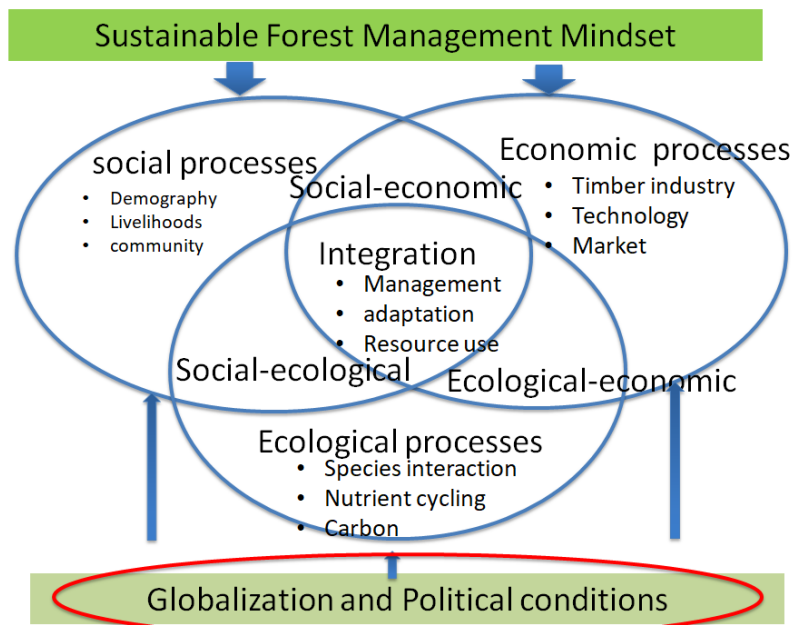 Sustainable Forest Management Mindset
social processes
• Demography
• Livelihoods
• community
Economic processes
• Timber industry
• Technology
• Market
Social-economic
Integration
• Management
• adaptation
• Resource use
Social-ecological
Ecological-economic
Ecological processes
• Species interaction
• Nutrient cycling
• Carbon
Globalization and Political conditions